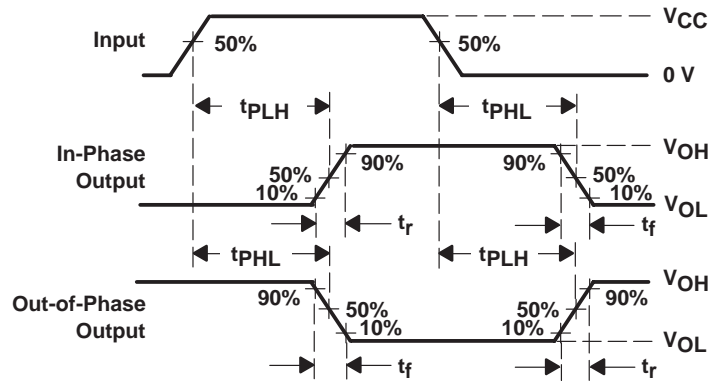 VCC
Input
50%
50%
0 V
tPLH
tPHL
In-Phase
Output
90%
90%
VOH
50%
10%
50%
10%
VOL
tr
tf
tPHL
tPLH
Out-of-Phase
Output
90%
50%
10%
50%
10%
90%
VOH
VOL
tf
tr